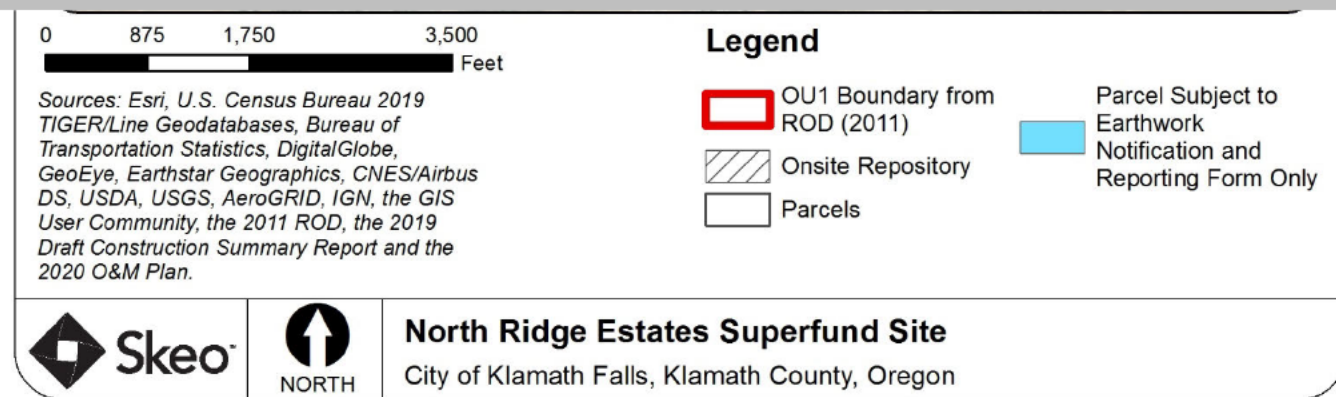 0 875 1,750 3,500
Feet
Sources: Esri, U.S. Census Bureau 2019
TIGER/Line Geodatabases, Bureau of
Transportation Statistics, DigitalGlobe,
GeoEye, Earthstar Geographics, CNES/Airbus
DS, USDA, USGS, AeroGRID, IGN, the GIS
User Community, the 2011 ROD, the 2019
Draft Construction Summary Report and the
2020 O&M Plan.
Legend
OU1 Boundary from
ROD (2011)
Onsite Repository
Parcels
Parcel Subject to
Earthwork
Notification and
Reporting Form Only
Skeo
NORTH
North Ridge Estates Superfund Site
City of Klamath Falls, Klamath County, Oregon